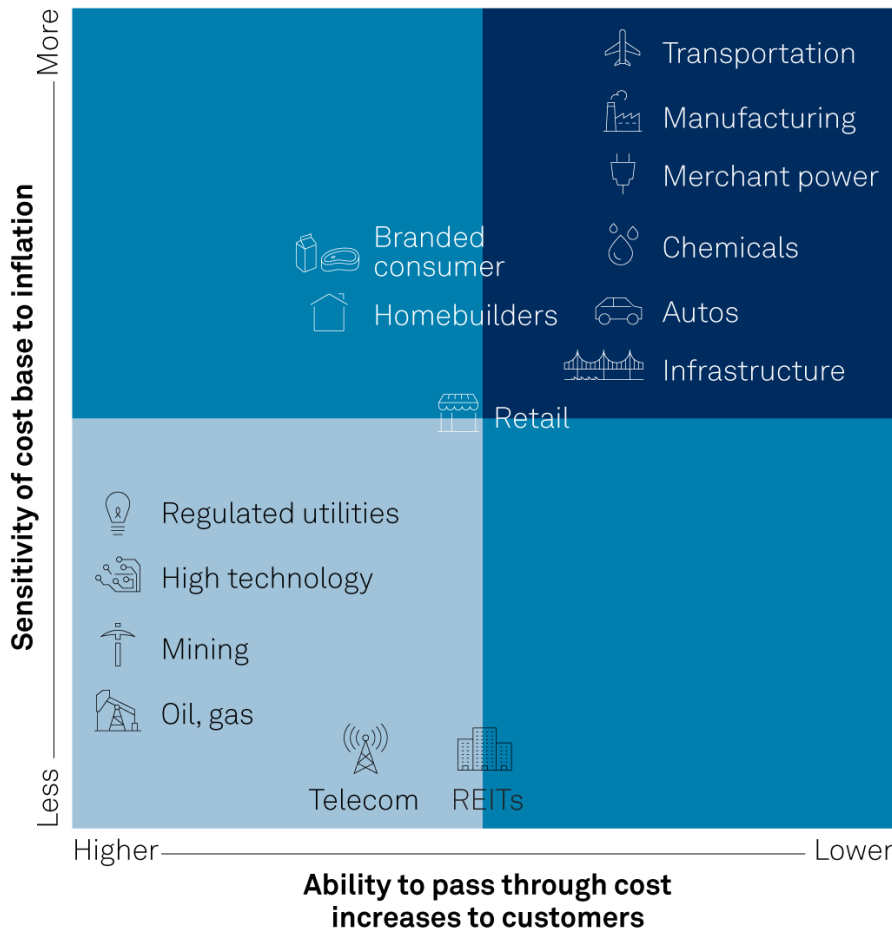 More
Transportation
Manufacturing
Merchant power
Branded
consumer
Chemicals
Homebuilders
Autos
Infrastructure
Retail
Sensitivity of cost base to inflation
Regulated utilities
High technology
Mining
Oil, gas
Telecom
REITs
Less
Higher
Lower
Ability to pass through cost
increases to customers